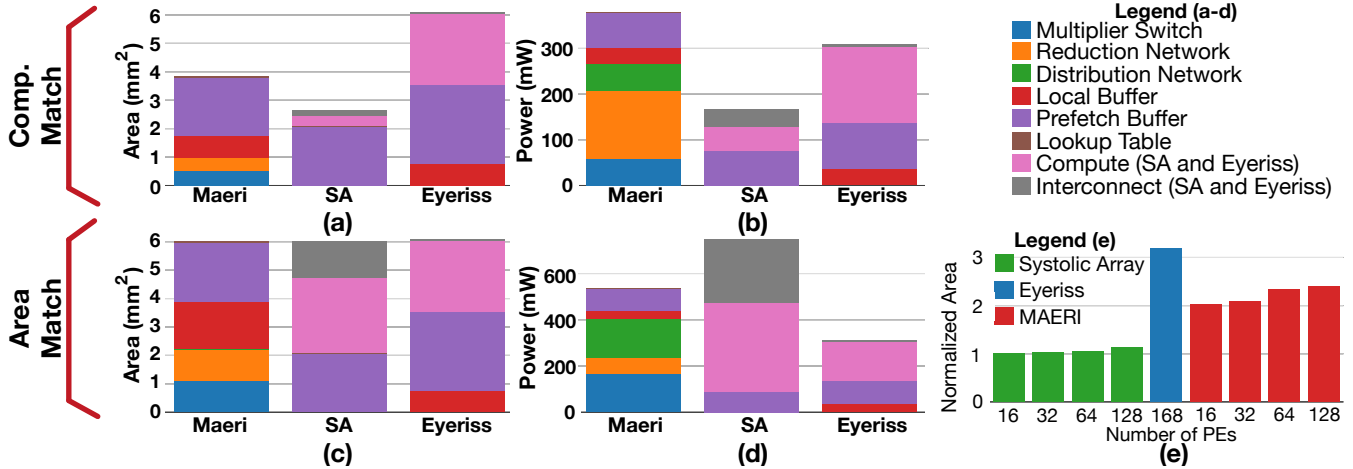 Comp.
Match
Area (mm²)
6
5
4
3
2
1
0
Maeri
SA
Eyeriss
(a)
Power (mW)
300
200
100
0
Maeri
SA
Eyeriss
(b)
Legend (a-d)
Multiplier Switch
Reduction Network
Distribution Network
Local Buffer
Prefetch Buffer
Lookup Table
Compute (SA and Eyeriss)
Interconnect (SA and Eyeriss)
Area
Match
Area (mm²)
6
5
4
3
2
1
0
Maeri
SA
Eyeriss
(c)
Power (mW)
600
400
200
0
Maeri
SA
Eyeriss
(d)
Legend (e)
Systolic Array
Eyeriss
MAERI
Normalized Area
3
2
1
0
16 32 64 128 168 16 32 64 128
Number of PEs
(e)